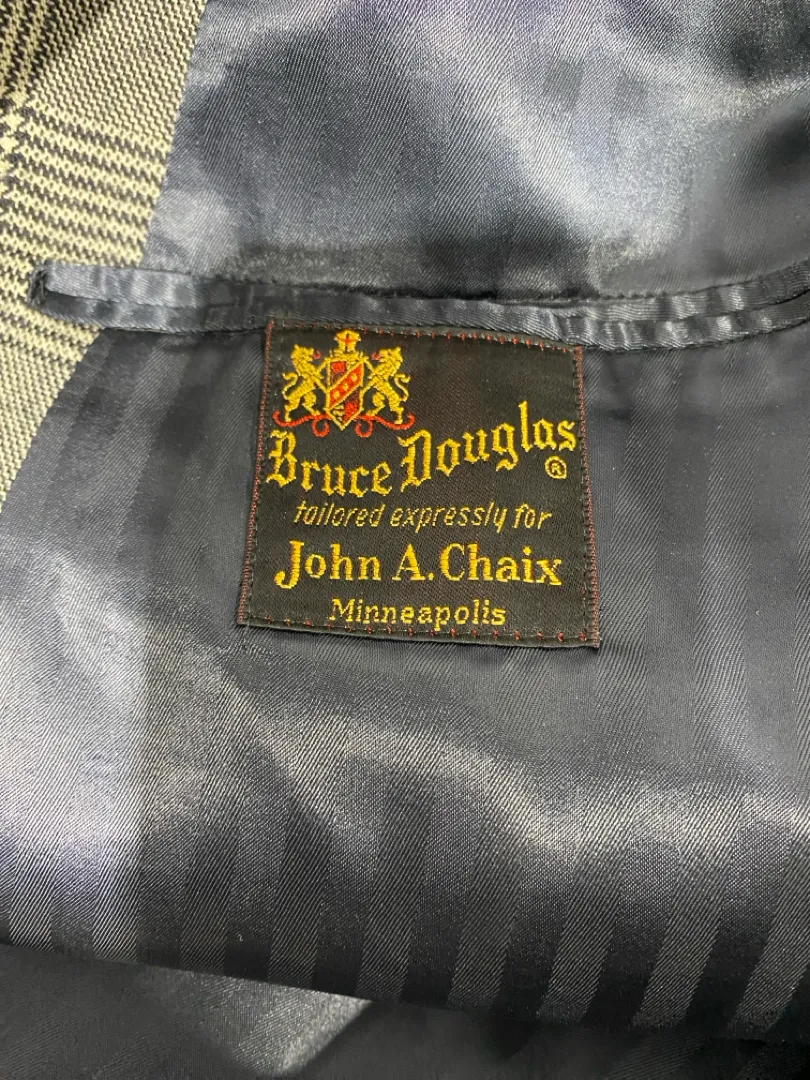 Bruce Douglas ®
tailored expressly for
John A. Chaix
Minneapolis